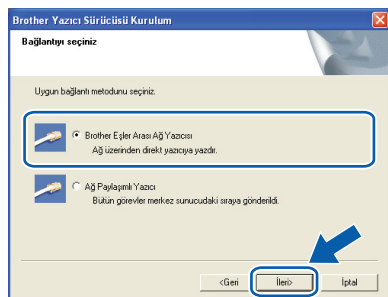 Brother Yazıcı Sürücüsü Kurulum
Bağlantıyı seçiniz
Uygun bağlantı metodunu seçiniz.
Brother Eşler Arası Ağ Yazıcısı
Ağ üzerinden direkt yazıcıya yazdır.
Ağ Paylaşımlı Yazıcı
Bütün görevler merkez sunucudaki sıraya gönderildi.
<Geri
İleri>
İptal